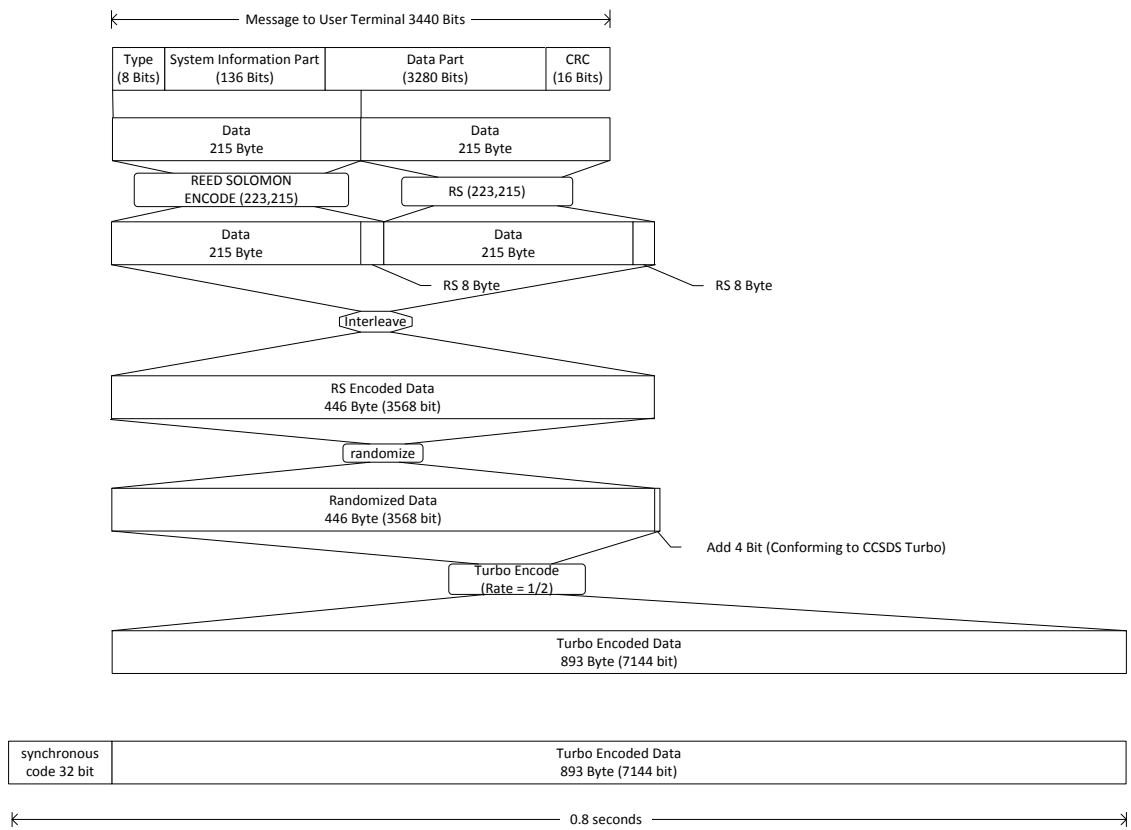 Message to User Terminal 3440 Bits
Type System Information Part Data Part CRC
(8 Bits) (136 Bits) (3280 Bits) (16 Bits)
Data Data
215 Byte 215 Byte
REED SOLOMON
ENCODE (223,215)
RS (223,215)
Data Data
215 Byte 215 Byte
RS 8 Byte RS 8 Byte
Interleave
RS Encoded Data
446 Byte (3568 bit)
randomize
Randomized Data
446 Byte (3568 bit)
Add 4 Bit (Conforming to CCSDS Turbo)
Turbo Encode
(Rate = 1/2)
Turbo Encoded Data
893 Byte (7144 bit)
synchronous Turbo Encoded Data
code 32 bit 893 Byte (7144 bit)
0.8 seconds